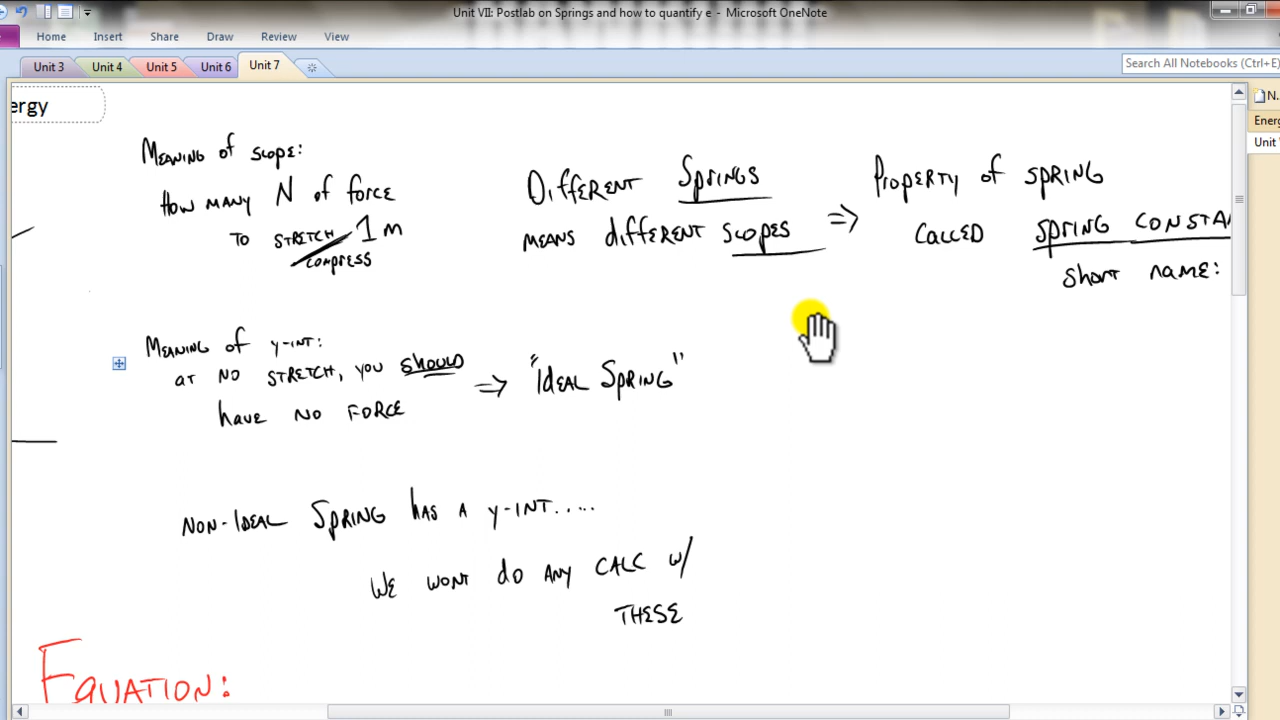 Unit VII: Postlab on Springs and how to quantify e - Microsoft OneNote
Home Insert Share Draw Review View
Unit 3 Unit 4 Unit 5 Unit 6 Unit 7
Search All Notebooks (Ctrl+E)
ergy
N.
Energ
Unit
MEANING of SLOPE:
HOW MANY N of force
TO STRETCH 1 m
COMPRESS
Different Springs
MEANS different SLOPES ⇒
Property of SPRING
CALLED SPRING CONSTA
Short name:
MEANING of y-INT:
at NO STRETCH, you should
have NO FORCE
⇒ "Ideal Spring"
NON-IDEAL SPRING has A y-INT.....
WE WONT do ANY CALC w/
THESE
EQUATION: